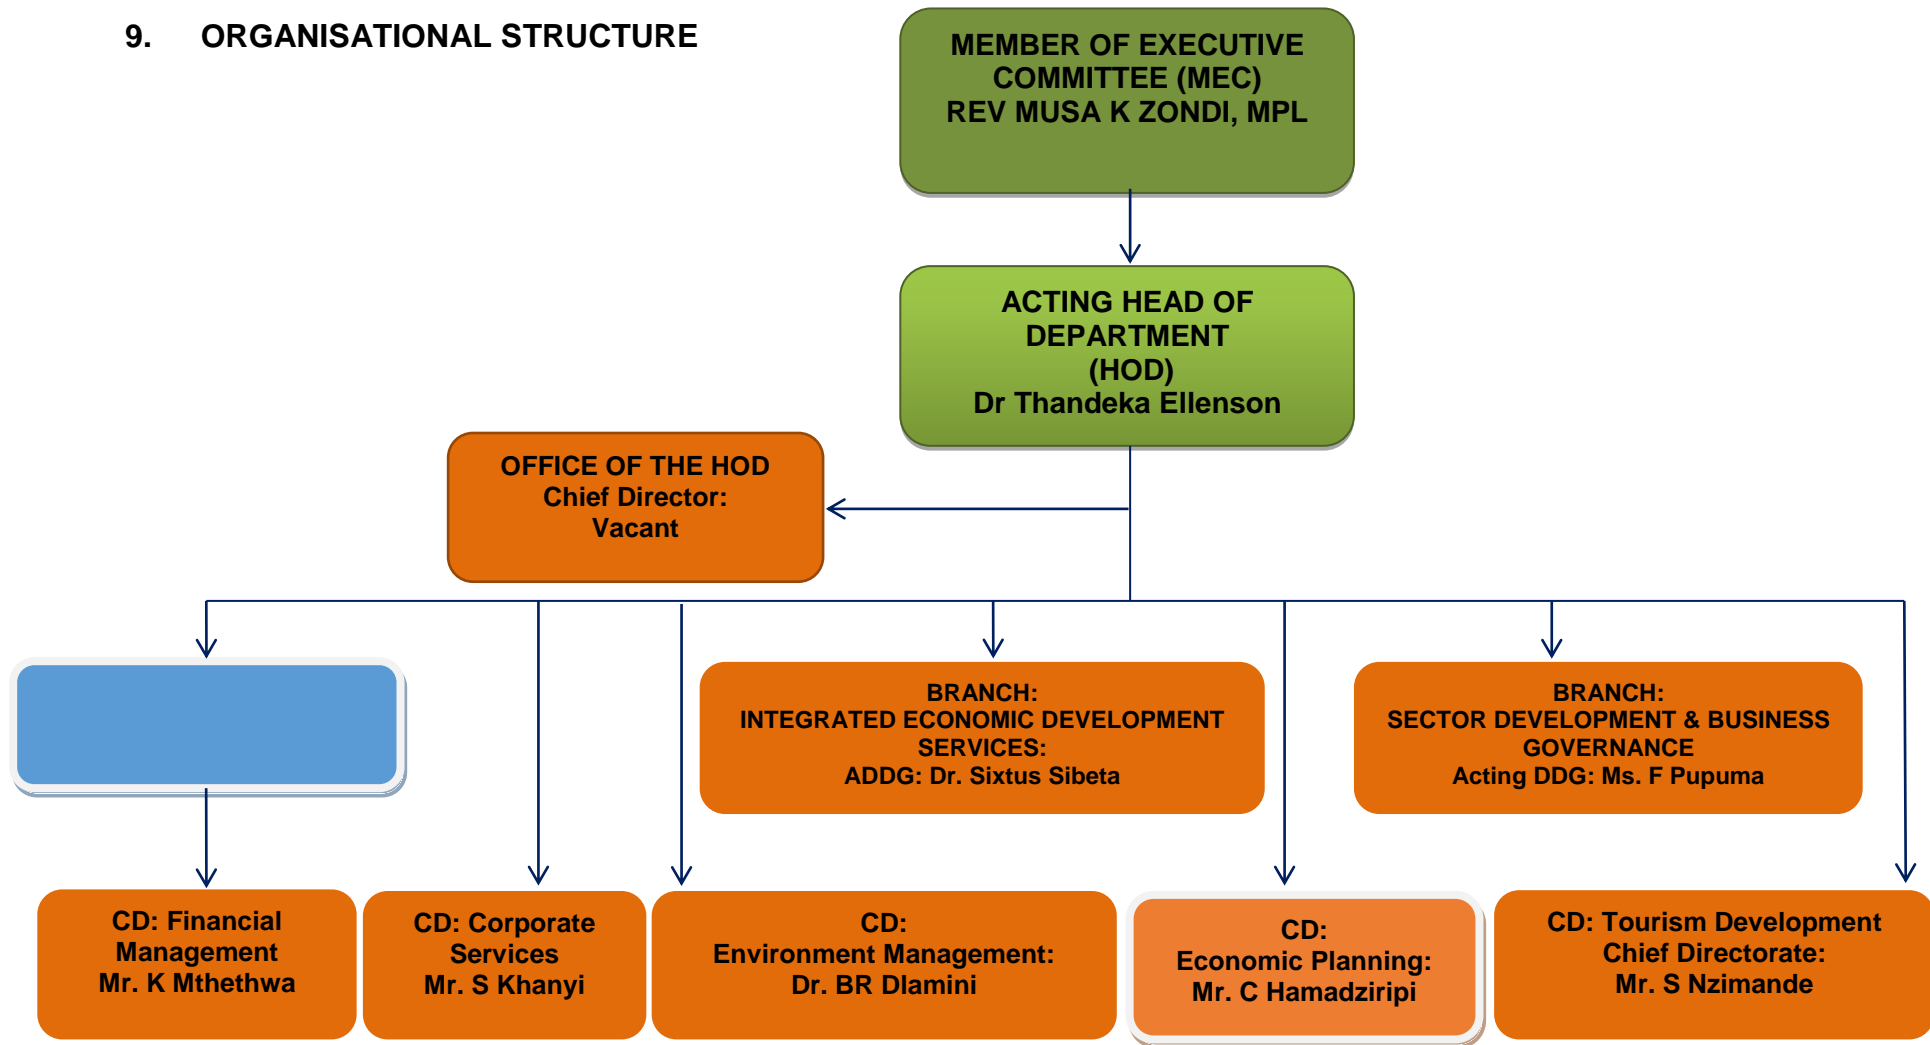 9. ORGANISATIONAL STRUCTURE
MEMBER OF EXECUTIVE
COMMITTEE (MEC)
REV MUSA K ZONDI, MPL
ACTING HEAD OF
DEPARTMENT
(HOD)
Dr Thandeka Ellenson
OFFICE OF THE HOD
Chief Director:
Vacant
BRANCH:
INTEGRATED ECONOMIC DEVELOPMENT
SERVICES:
ADDG: Dr. Sixtus Sibeta
BRANCH:
SECTOR DEVELOPMENT & BUSINESS
GOVERNANCE
Acting DDG: Ms. F Pupuma
CD: Financial
Management
Mr. K Mthethwa
CD: Corporate
Services
Mr. S Khanyi
CD:
Environment Management:
Dr. BR Dlamini
CD:
Economic Planning:
Mr. C Hamadziripi
CD: Tourism Development
Chief Directorate:
Mr. S Nzimande